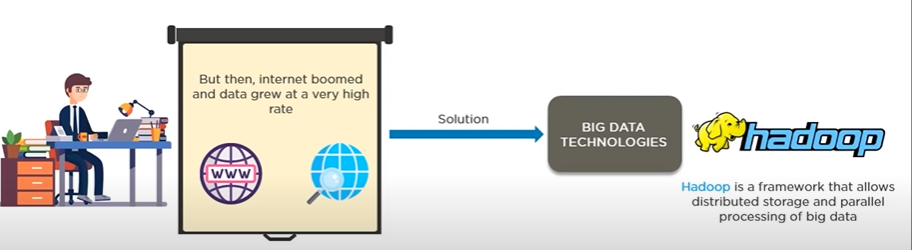 But then, internet boomed
and data grew at a very high
rate
WWW
Solution
BIG DATA
TECHNOLOGIES
hadoop
Hadoop is a framework that allows
distributed storage and parallel
processing of big data